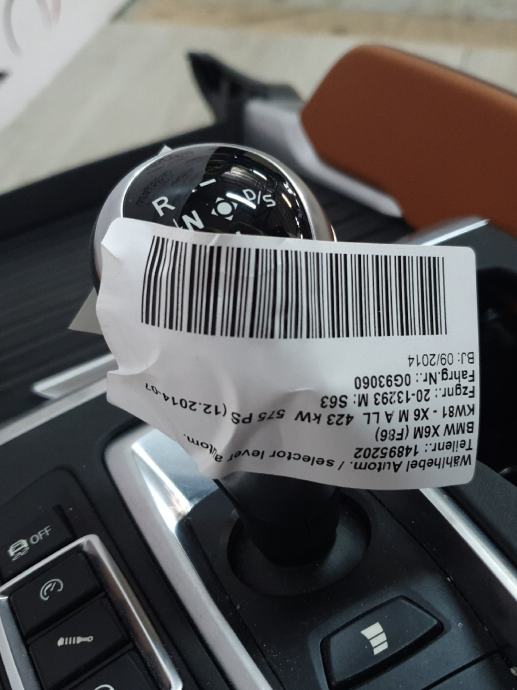 R
N
D/S
Wählhebel Autom. / selector lever autom.
Teilenr.: 14895202
BMW X6M (F86)
KW81 - X6 M A LL 423 kW 575 PS (12.2014-07
Fzgnr.: 20-13293 M: S63
Fahrg.Nr.: 0G93060
BJ: 09/2014
OFF